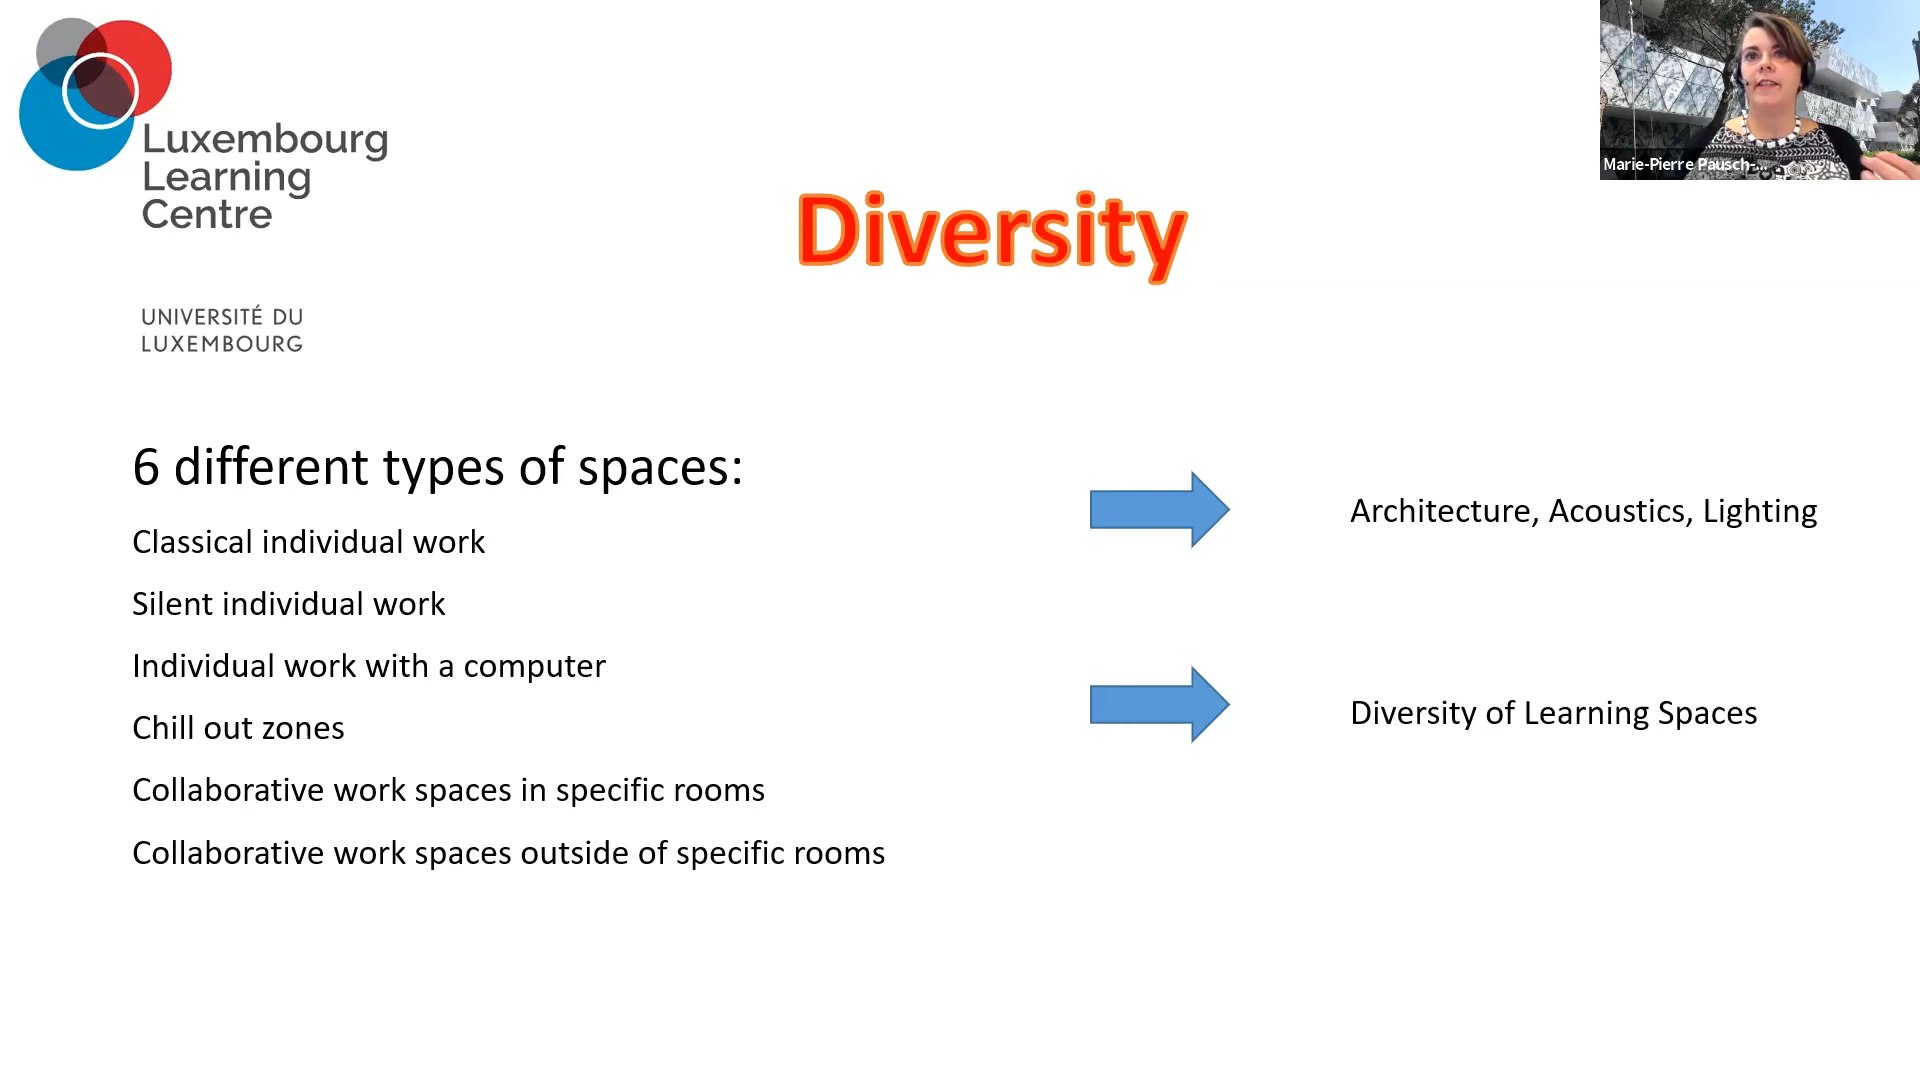 Luxembourg
Learning
Centre
UNIVERSITÉ DU
LUXEMBOURG
Marie-Pierre Pausch-...
Diversity
6 different types of spaces:
Classical individual work
Silent individual work
Individual work with a computer
Chill out zones
Collaborative work spaces in specific rooms
Collaborative work spaces outside of specific rooms
Architecture, Acoustics, Lighting
Diversity of Learning Spaces